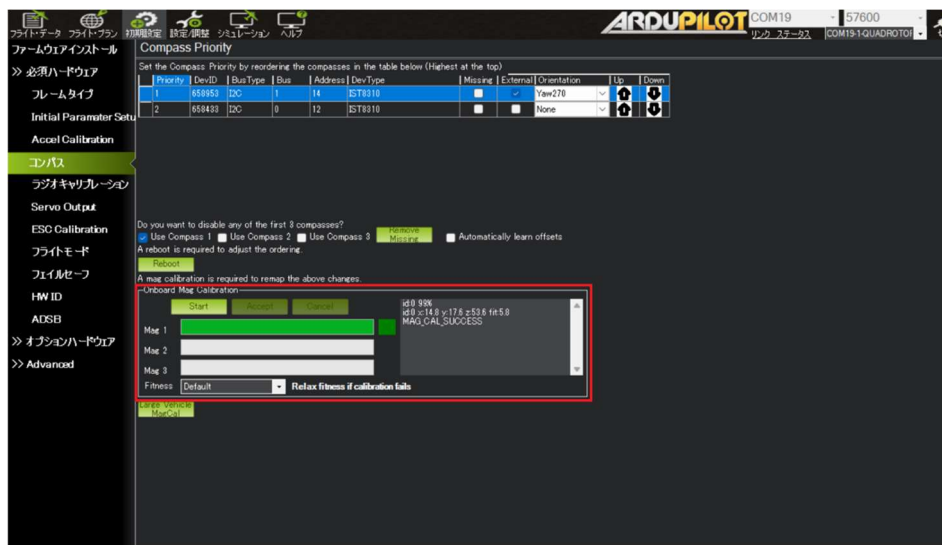 フライト・データ フライト・プラン 初期設定 設定/調整 シミュレーション ヘルプ
ARDUPILOT
COM19 57600
リンク ステータス COM19-1-QUADROTOR
ファームウェアインストール
>> 必須ハードウェア
フレームタイプ
Initial Paramater Setu
Accel Calibration
コンパス
ラジオキャリブレーション
Servo Output
ESC Calibration
フライトモード
フェイルセーフ
HW ID
ADSB
>> オプションハードウェア
>> Advanced
Compass Priority
Set the Compass Priority by reordering the compasses in the table below (Highest at the top)
Priority DevID BusType Bus Address DevType Missing External Orientation Up Down
1 658953 I2C 1 14 IST8310 Yaw270
2 658433 I2C 0 12 IST8310 None
Do you want to disable any of the first 3 compasses?
Use Compass 1 Use Compass 2 Use Compass 3 Remove Missing Automatically learn offsets
A reboot is required to adjust the ordering.
Reboot
A mag calibration is required to remap the above changes.
Onboard Mag Calibration
Start Accept Cancel
Mag 1
Mag 2
Mag 3
id:0 99%
id:0 x:14.8 y:17.6 z:53.6 fit:5.8
MAG_CAL_SUCCESS
Fitness Default Relax fitness if calibration fails
Large Vehicle
MagCal